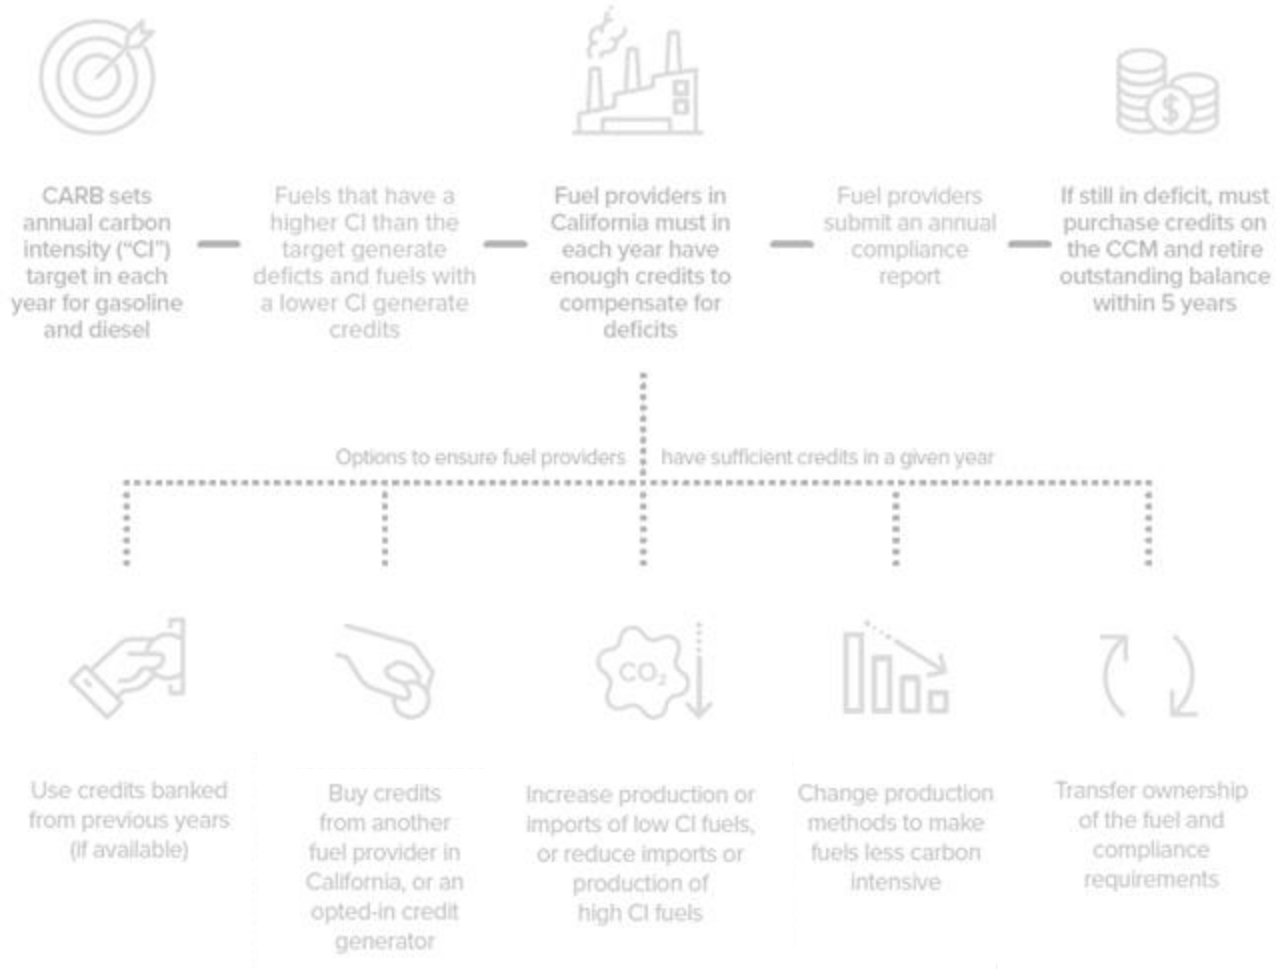 CARB sets
annual carbon
intensity (“CI”)
target in each
year for gasoline
and diesel
Fuels that have a
higher CI than the
target generate
deficts and fuels with
a lower CI generate
credits
Fuel providers in
California must in
each year have
enough credits to
compensate for
deficits
Fuel providers
submit an annual
compliance
report
$
If still in deficit, must
purchase credits on
the CCM and retire
outstanding balance
within 5 years
Options to ensure fuel providers have sufficient credits in a given year
Use credits banked
from previous years
(if available)
Buy credits
from another
fuel provider in
California, or an
opted-in credit
generator
CO₂
Increase production or
imports of low CI fuels,
or reduce imports or
production of
high CI fuels
Change production
methods to make
fuels less carbon
intensive
Transfer ownership
of the fuel and
compliance
requirements